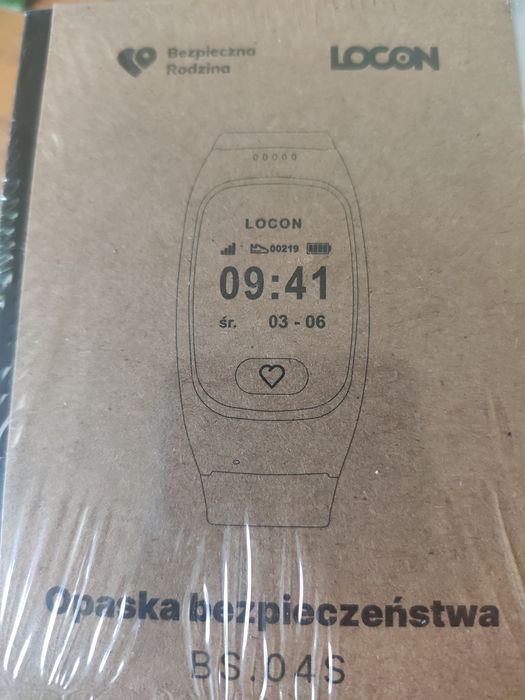 Bezpieczna
Rodzina
LOCON
LOCON
00219
09:41
śr. 03 - 06
Opaska bezpieczeństwa
BS.04S